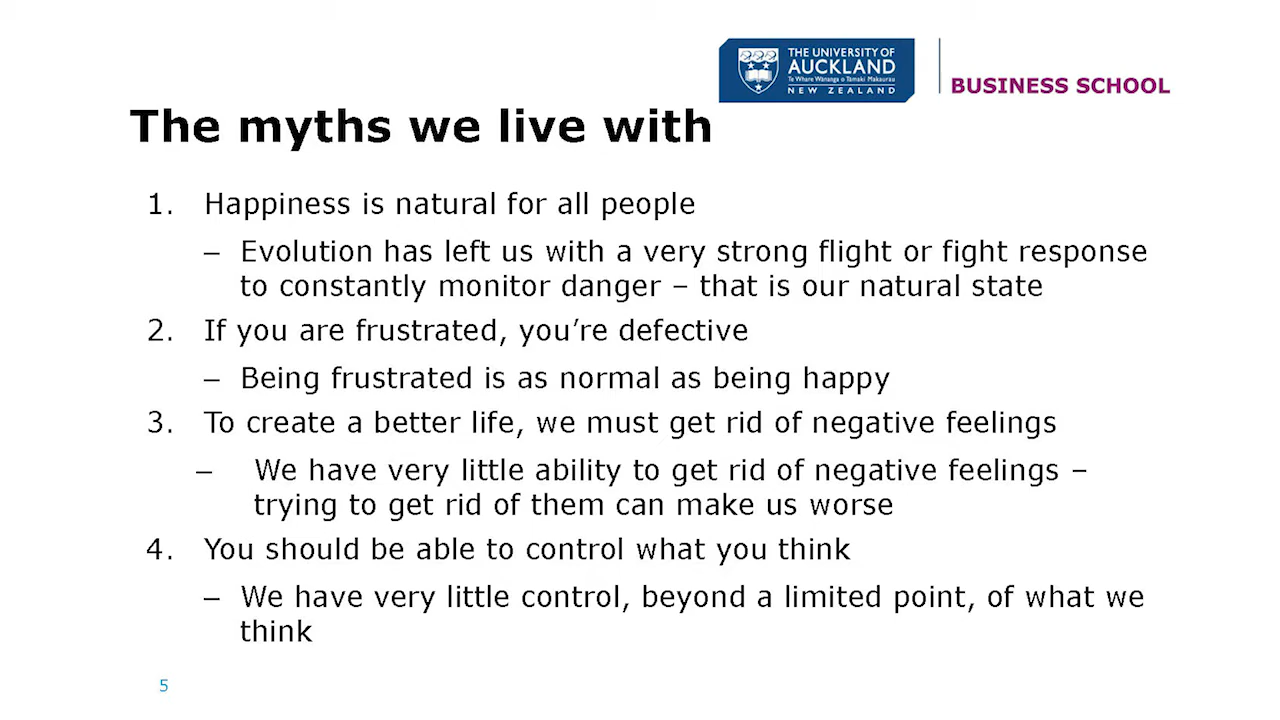 THE UNIVERSITY OF
AUCKLAND
Te Whare Wānanga o Tāmaki Makaurau
NEW ZEALAND
BUSINESS SCHOOL
The myths we live with
1. Happiness is natural for all people
– Evolution has left us with a very strong flight or fight response
to constantly monitor danger – that is our natural state
2. If you are frustrated, you’re defective
– Being frustrated is as normal as being happy
3. To create a better life, we must get rid of negative feelings
– We have very little ability to get rid of negative feelings –
trying to get rid of them can make us worse
4. You should be able to control what you think
– We have very little control, beyond a limited point, of what we
think
5